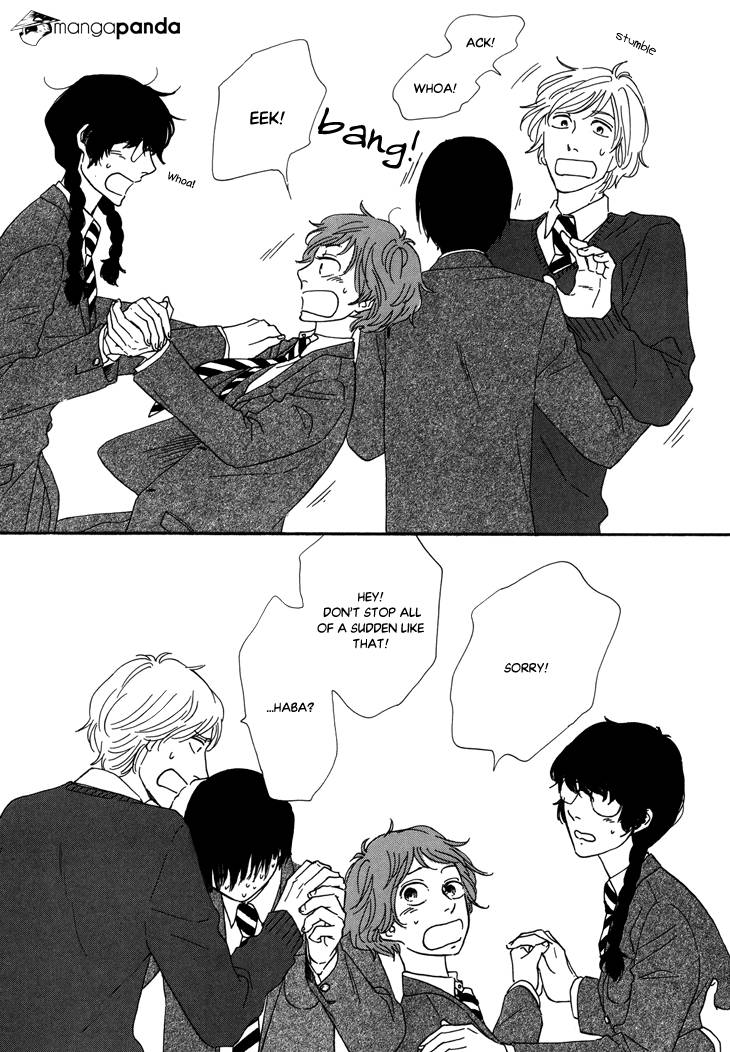 mangapanda
stumble
ACK!
WHOA!
EEK!
bang!
Whoa!
HEY!
DON'T STOP ALL
OF A SUDDEN LIKE
THAT!
...HABA?
SORRY!